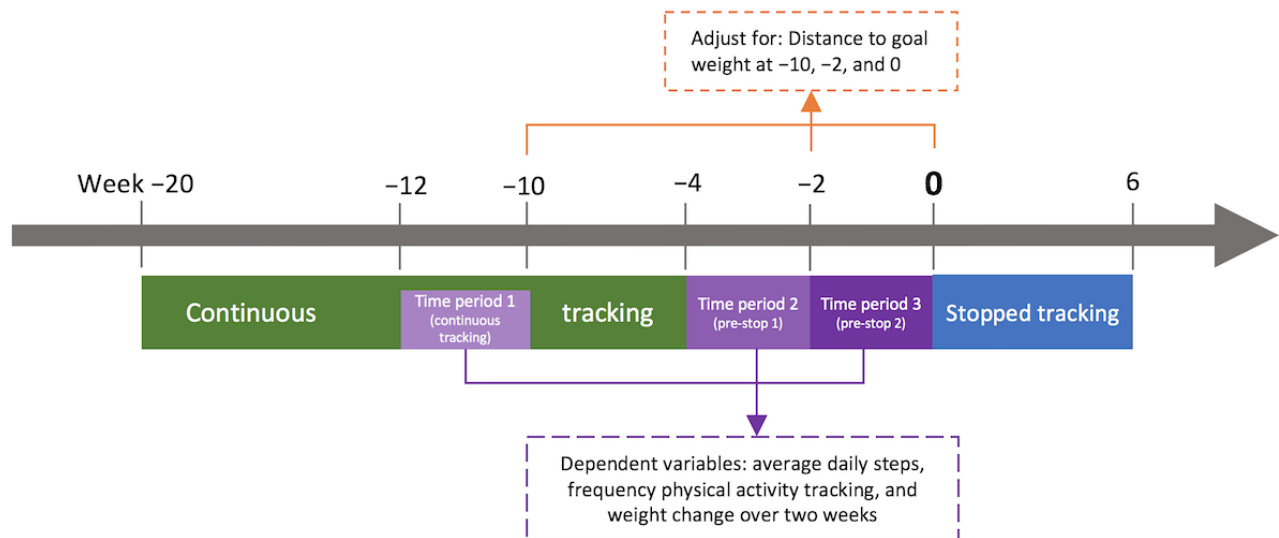 Adjust for: Distance to goal
weight at −10, −2, and 0
Week −20
−12
−10
−4
−2
0
6
Continuous
Time period 1
(continuous
tracking)
tracking
Time period 2
(pre-stop 1)
Time period 3
(pre-stop 2)
Stopped tracking
Dependent variables: average daily steps,
frequency physical activity tracking, and
weight change over two weeks